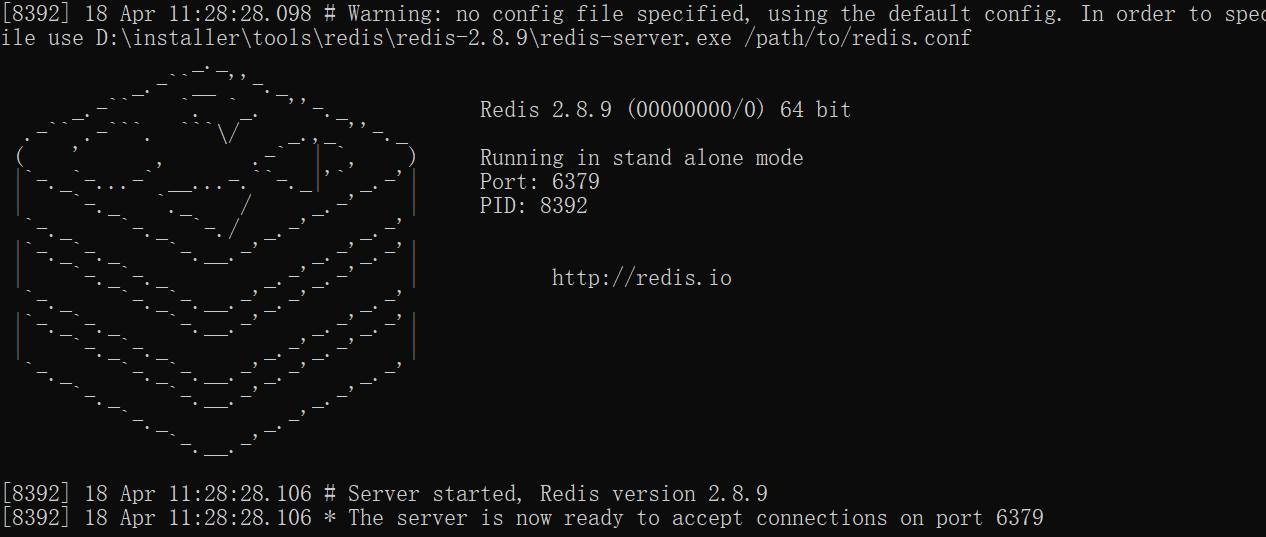 [8392] 18 Apr 11:28:28.098 # Warning: no config file specified, using the default config. In order to
ile use D:\installer\tools\redis\redis-2.8.9\redis-server.exe /path/to/redis.conf
Redis 2.8.9 (00000000/0) 64 bit
Running in stand alone mode
Port: 6379
PID: 8392
http://redis.io
[8392] 18 Apr 11:28:28.106 # Server started, Redis version 2.8.9
[8392] 18 Apr 11:28:28.106 * The server is now ready to accept connections on port 6379